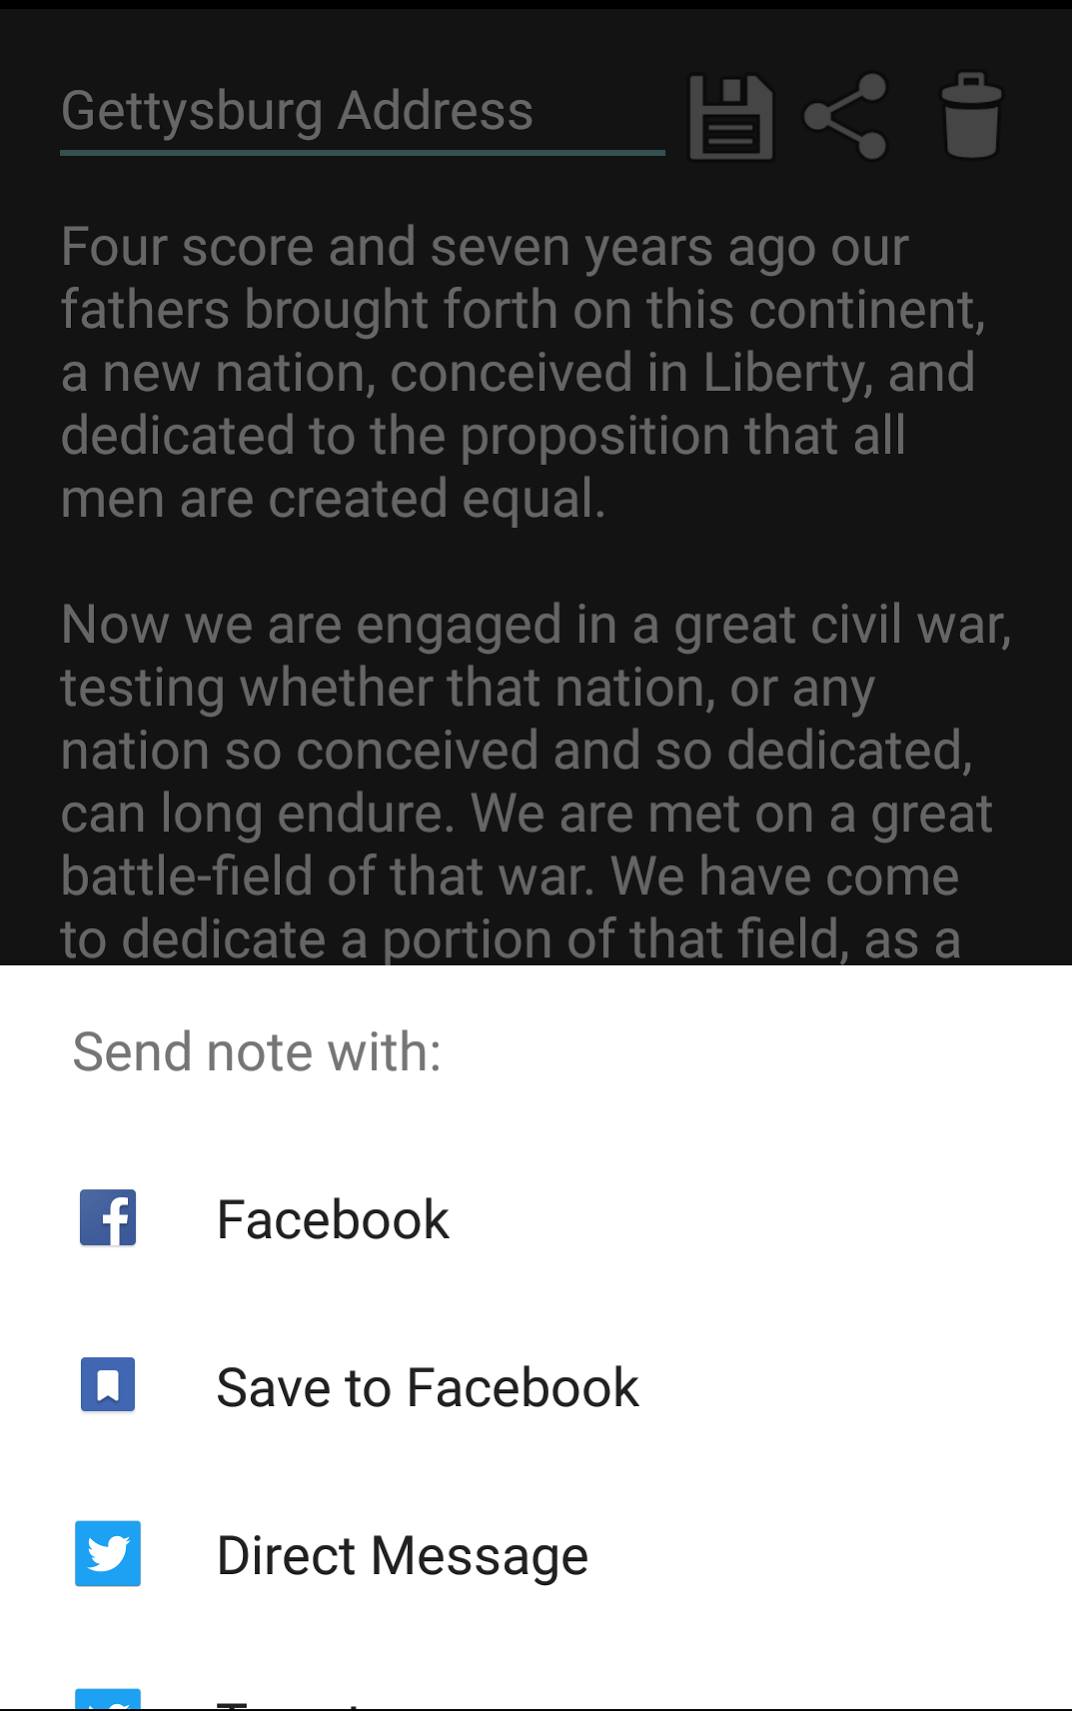 Gettysburg Address
Four score and seven years ago our
fathers brought forth on this continent,
a new nation, conceived in Liberty, and
dedicated to the proposition that all
men are created equal.
Now we are engaged in a great civil war,
testing whether that nation, or any
nation so conceived and so dedicated,
can long endure. We are met on a great
battle-field of that war. We have come
to dedicate a portion of that field, as a
Send note with:
Facebook
Save to Facebook
Direct Message